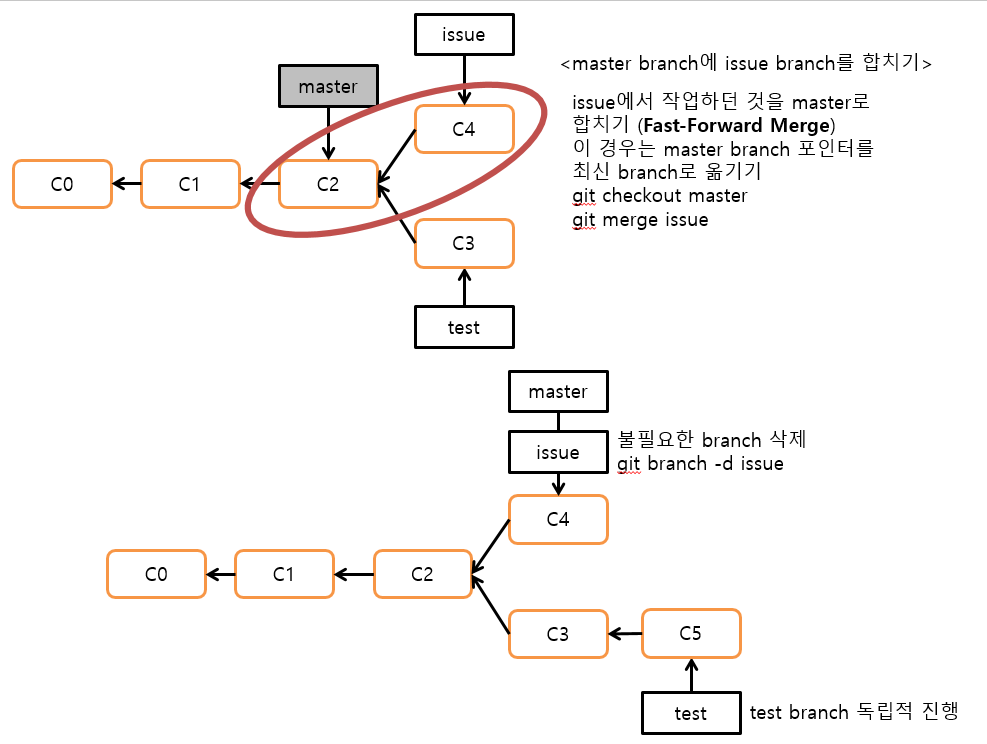 issue
<master branch에 issue branch를 합치기>
master
issue에서 작업하던 것을 master로
합치기 (Fast-Forward Merge)
이 경우는 master branch 포인터를
최신 branch로 옮기기
git checkout master
git merge issue
C4
C0
C1
C2
C3
test
master
issue
불필요한 branch 삭제
git branch -d issue
C4
C0
C1
C2
C3
C5
test
test branch 독립적 진행